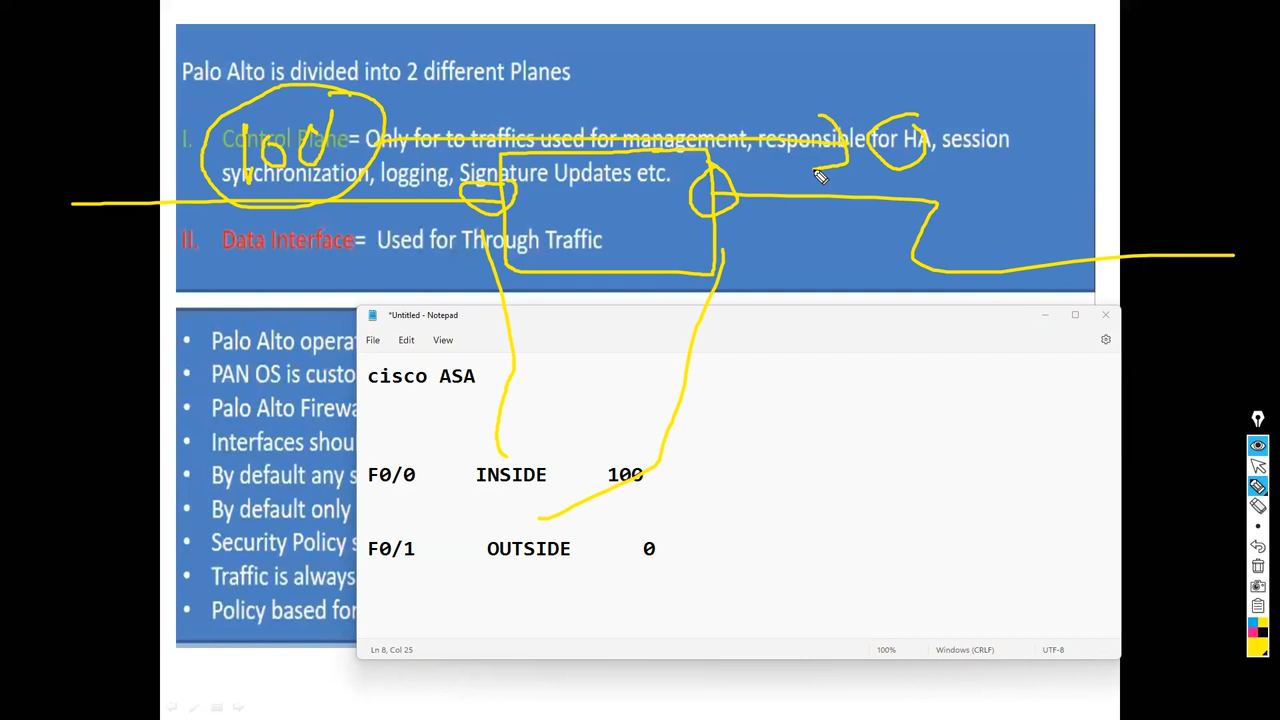 Palo Alto is divided into 2 different Planes
I. Control Plane= Only for to traffics used for management, responsible for HA, session
synchronization, logging, Signature Updates etc.
100
0
II. Data Interface= Used for Through Traffic
*Untitled - Notepad
File Edit View
cisco ASA
F0/0 INSIDE 100
F0/1 OUTSIDE 0
Ln 8, Col 25 100% Windows (CRLF) UTF-8
• Palo Alto operat
• PAN OS is custo
• Palo Alto Firewa
• Interfaces shou
• By default any s
• By default only
• Security Policy s
• Traffic is always
• Policy based for